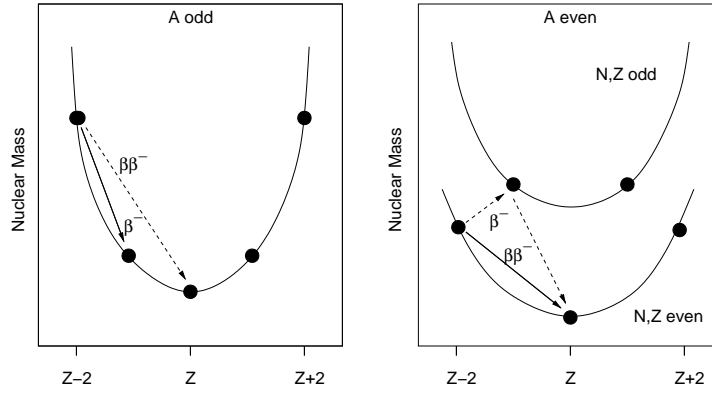 A odd
Nuclear Mass
ββ⁻
β⁻
Z−2
Z
Z+2
A even
Nuclear Mass
N,Z odd
β⁻
ββ⁻
N,Z even
Z−2
Z
Z+2